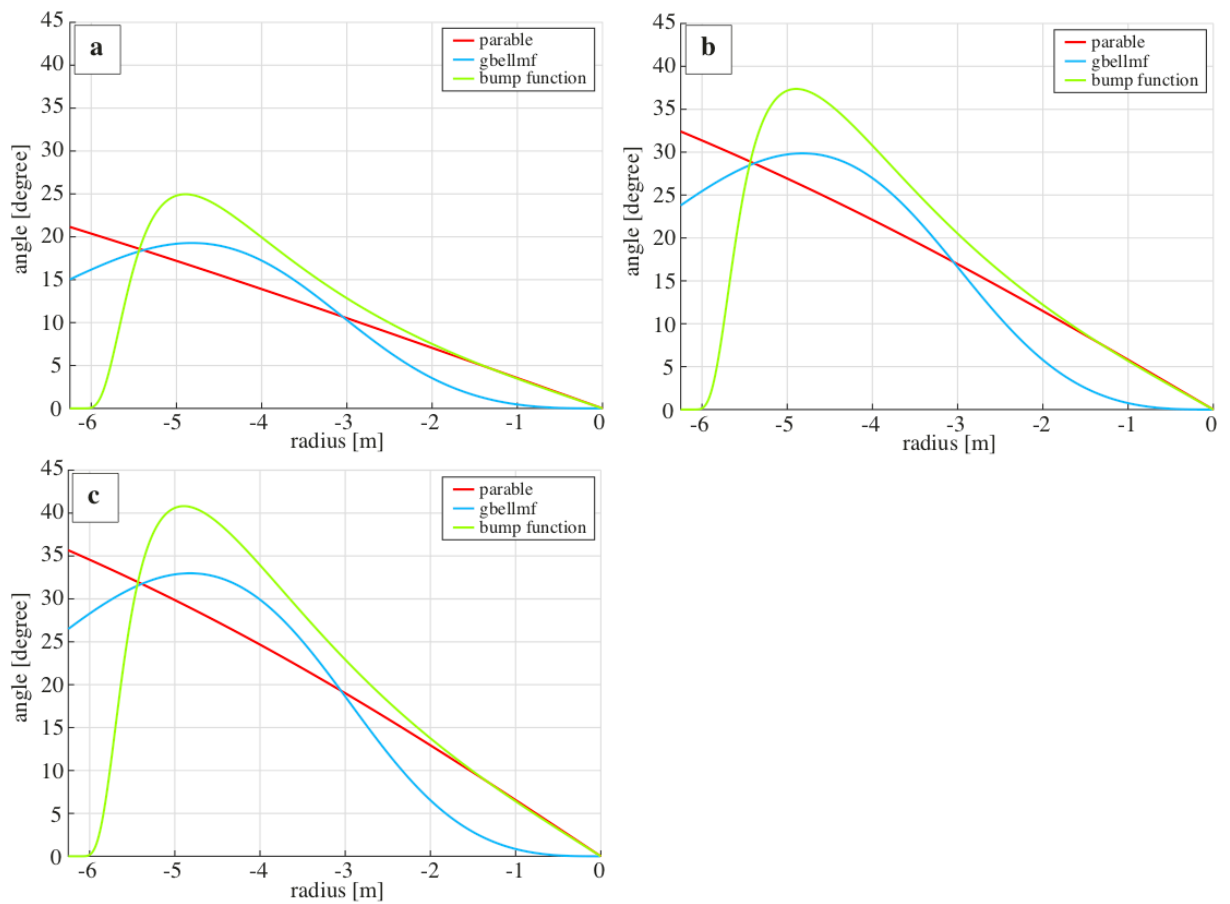 a
45
40
35
30
25
20
15
10
5
0
angle [degree]
parable
gbellmf
bump function
-6 -5 -4 -3 -2 -1 0
radius [m]
b
45
40
35
30
25
20
15
10
5
0
angle [degree]
parable
gbellmf
bump function
-6 -5 -4 -3 -2 -1 0
radius [m]
c
45
40
35
30
25
20
15
10
5
0
angle [degree]
parable
gbellmf
bump function
-6 -5 -4 -3 -2 -1 0
radius [m]